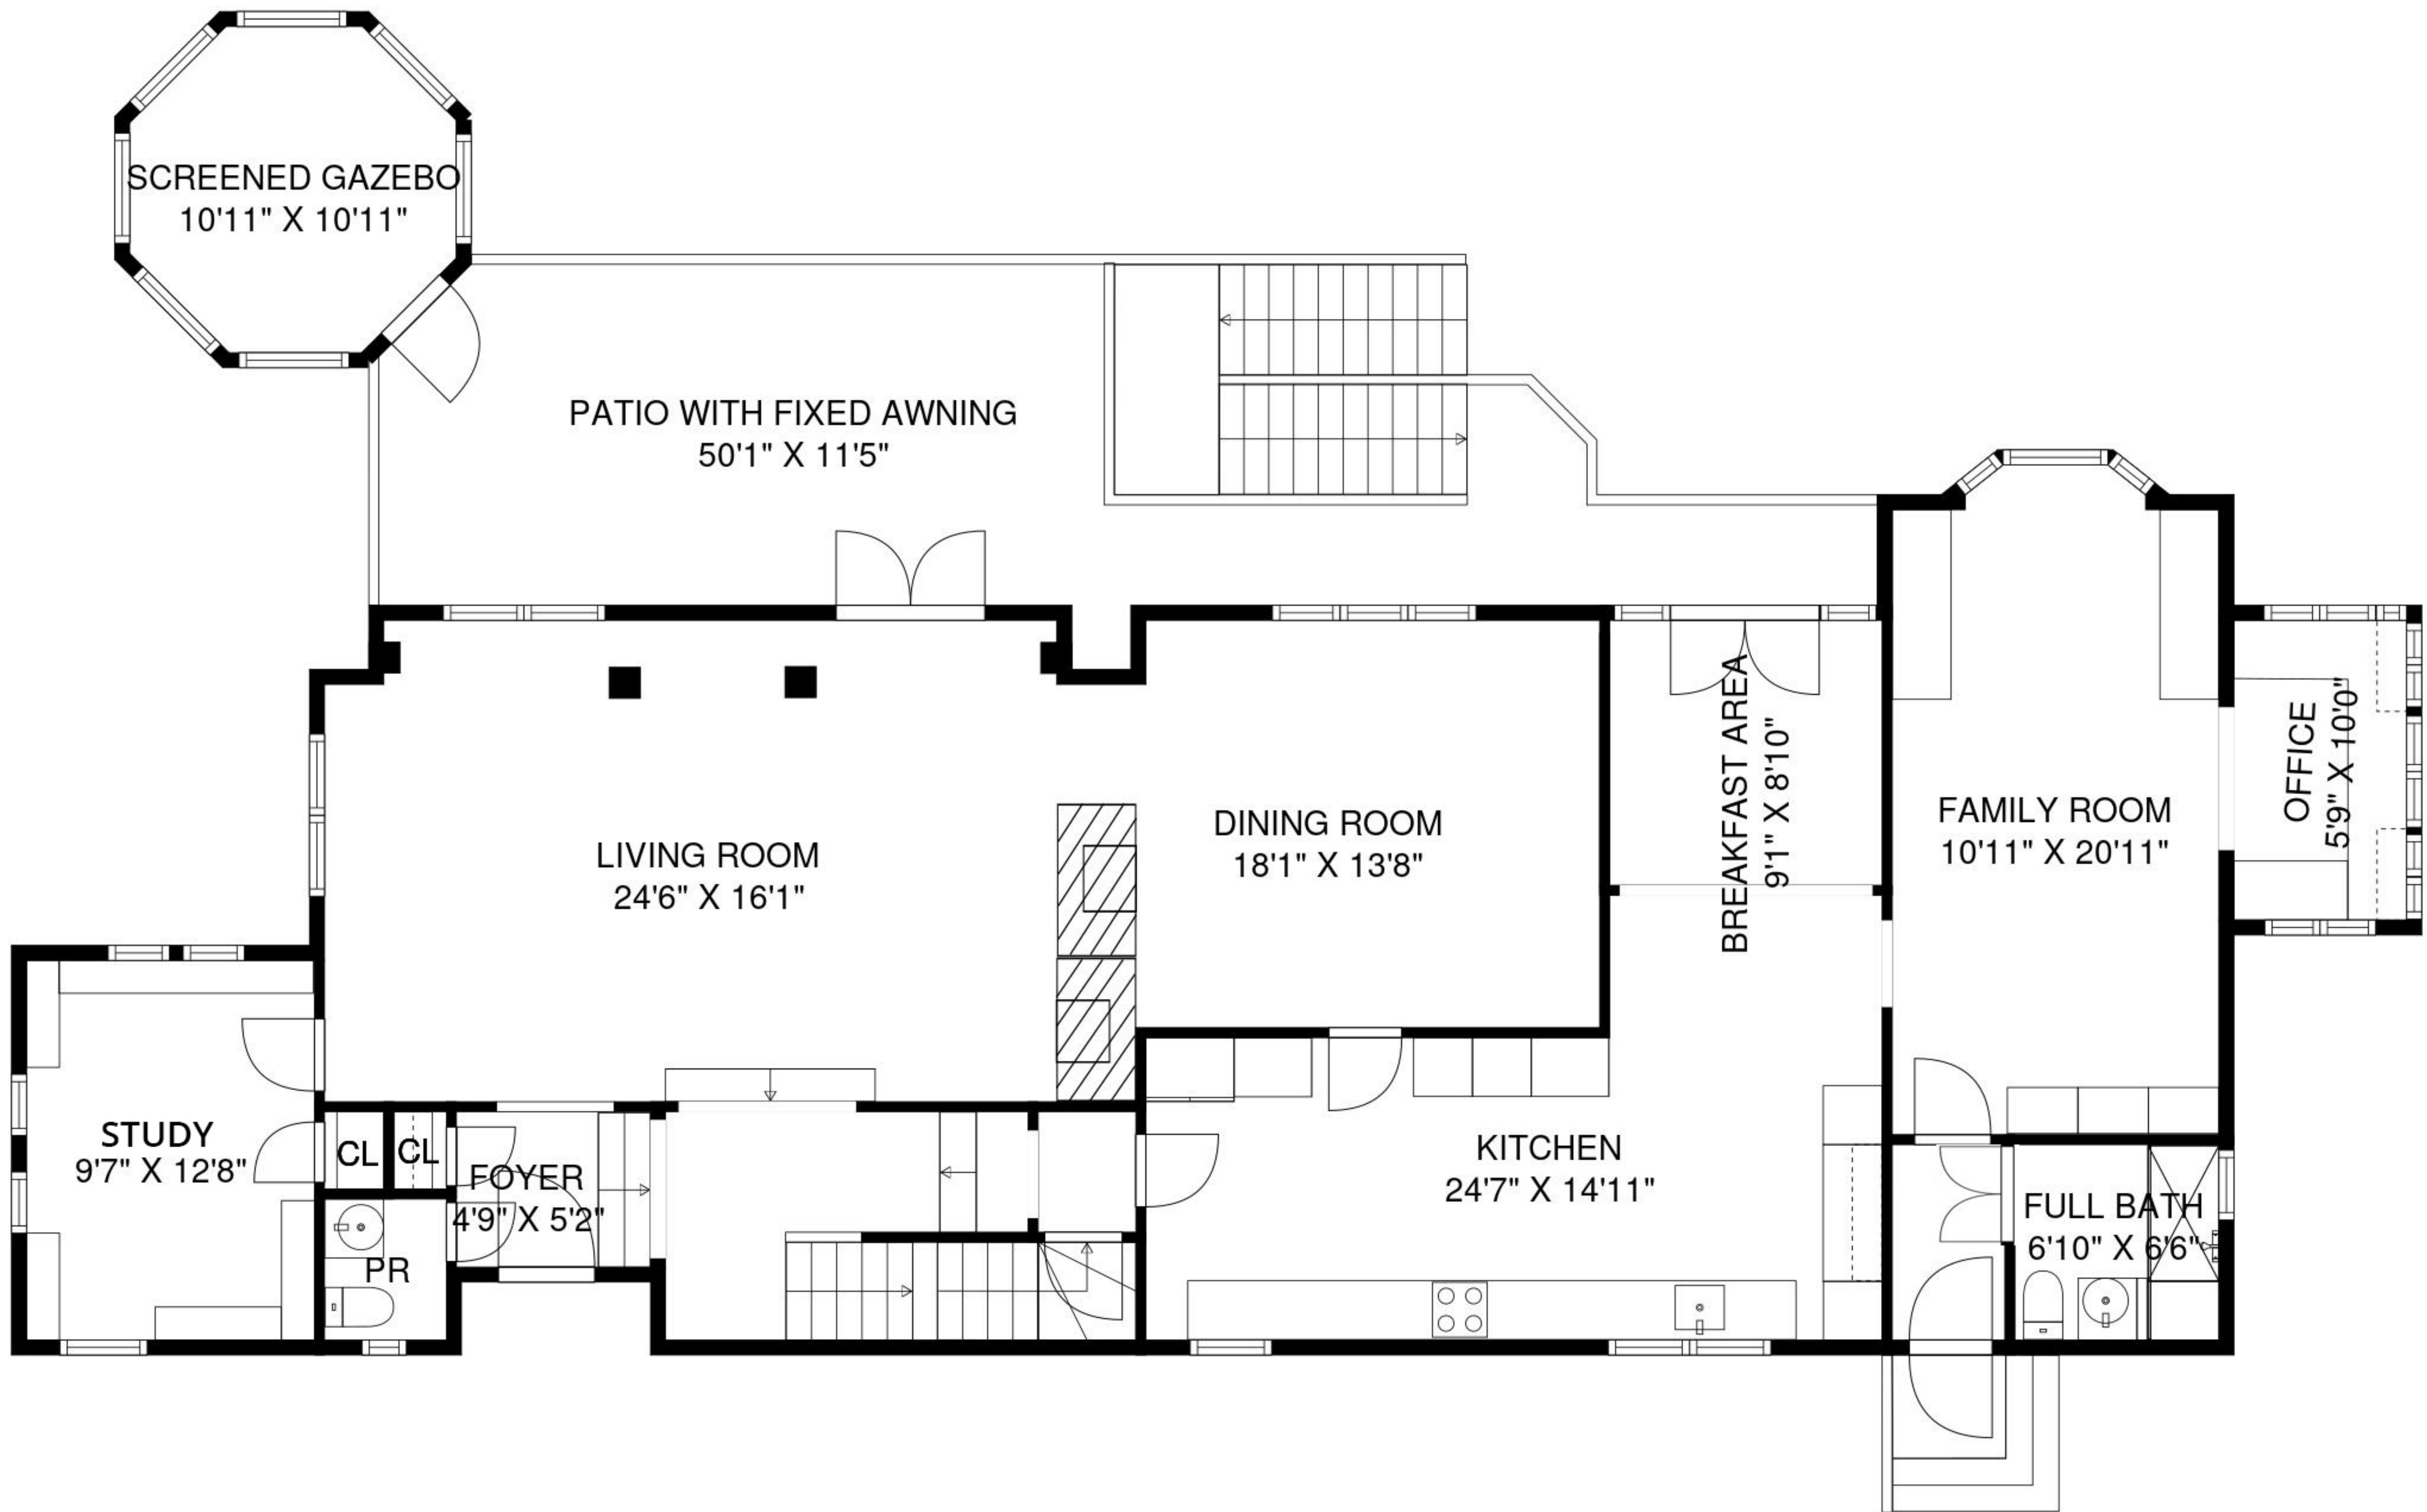 SCREENED GAZEBO
10'11" X 10'11"
PATIO WITH FIXED AWNING
50'1" X 11'5"
LIVING ROOM
24'6" X 16'1"
DINING ROOM
18'1" X 13'8"
BREAKFAST AREA
9'1" X 8'10"
FAMILY ROOM
10'11" X 20'11"
OFFICE
5'9" X 10'0"
STUDY
9'7" X 12'8"
CL
CL
FOYER
4'9" X 5'2"
PR
KITCHEN
24'7" X 14'11"
FULL BATH
6'10" X 6'6"